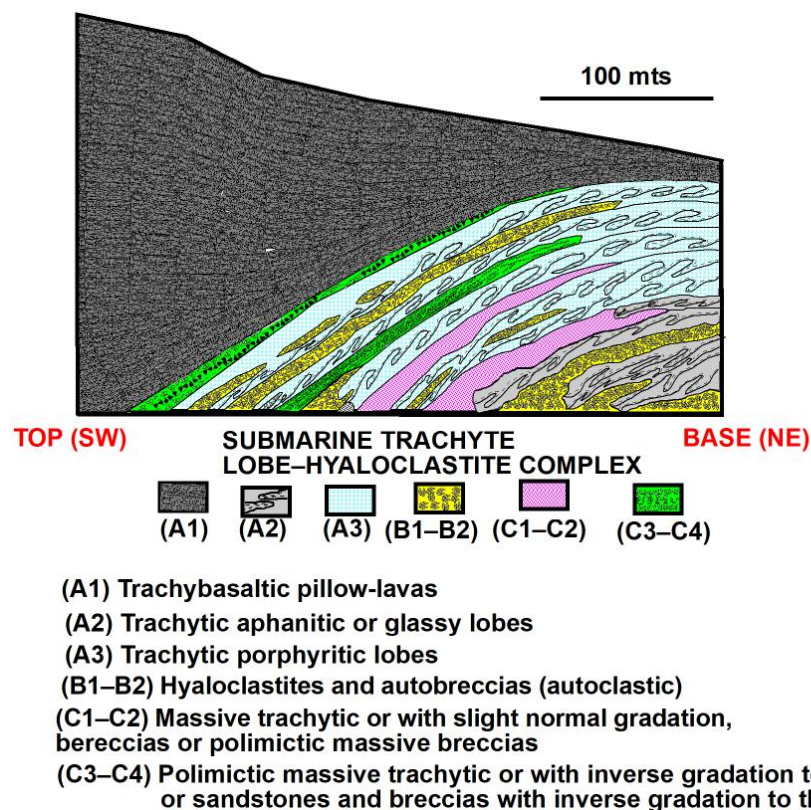 100 mts
TOP (SW)
SUBMARINE TRACHYTE
LOBE–HYALOCLASTITE COMPLEX
BASE (NE)
(A1) (A2) (A3) (B1–B2) (C1–C2) (C3–C4)
(A1) Trachybasaltic pillow-lavas
(A2) Trachytic aphanitic or glassy lobes
(A3) Trachytic porphyritic lobes
(B1–B2) Hyaloclastites and autobreccias (autoclastic)
(C1–C2) Massive trachytic or with slight normal gradation,
bereccias or polimictic massive breccias
(C3–C4) Polimictic massive trachytic or with inverse gradation
or sandstones and breccias with inverse gradation to